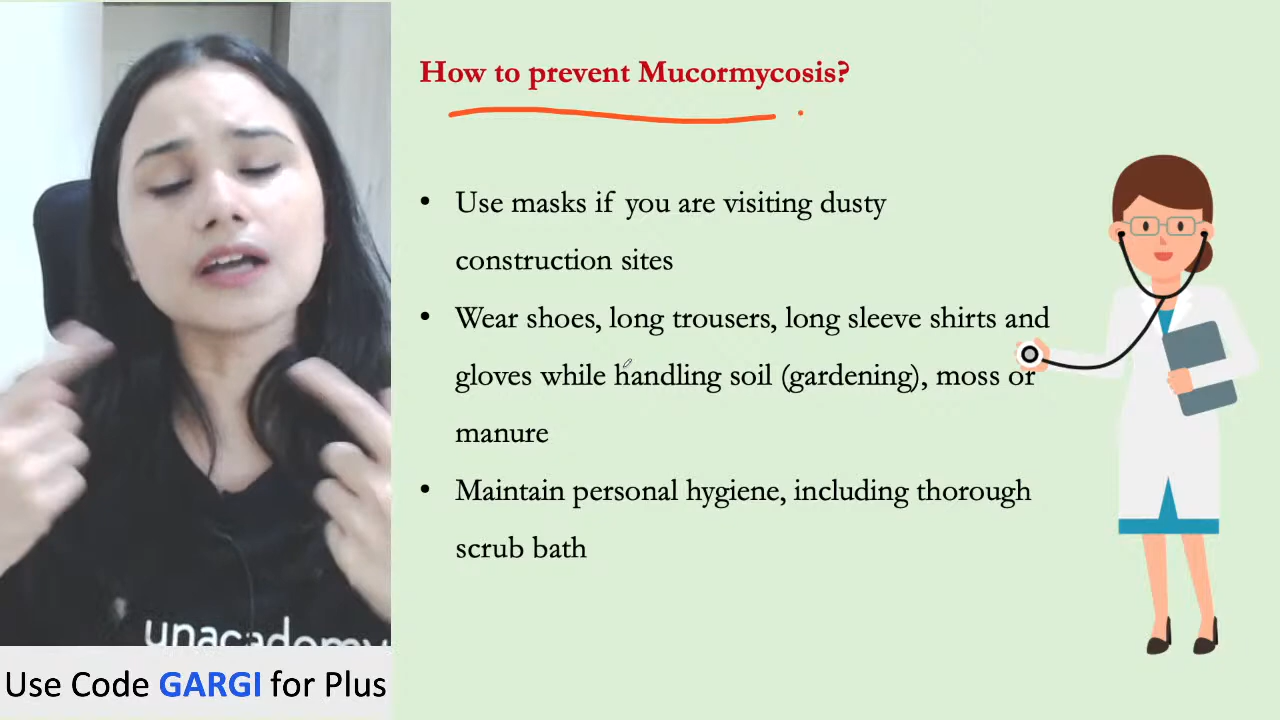 How to prevent Mucormycosis?
• Use masks if you are visiting dusty
construction sites
• Wear shoes, long trousers, long sleeve shirts and
gloves while handling soil (gardening), moss or
manure
• Maintain personal hygiene, including thorough
scrub bath
unacademy
Use Code GARGI for Plus